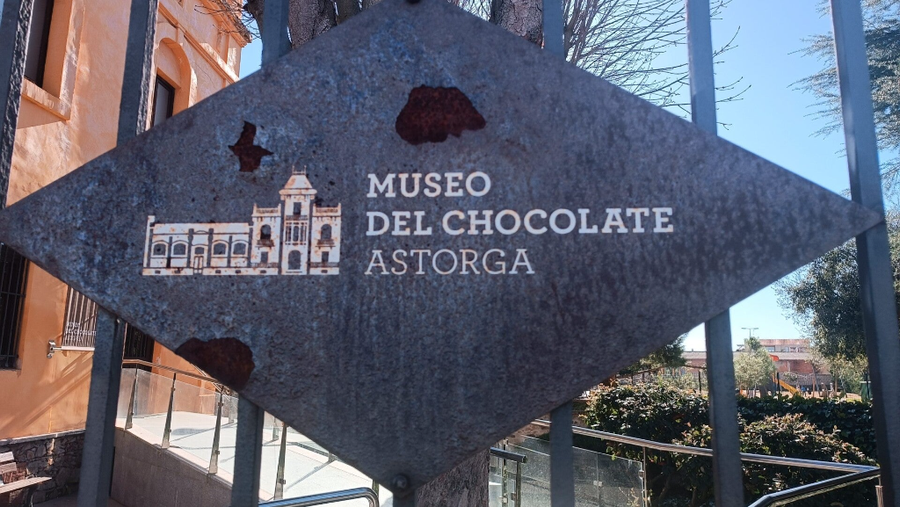 MUSEO
DEL CHOCOLATE
ASTORGA